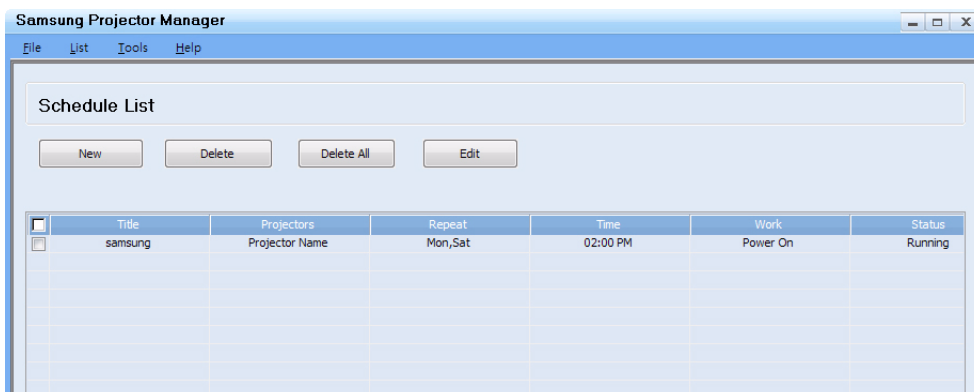 Samsung Projector Manager
File List Tools Help
Schedule List
New Delete Delete All Edit
Title Projectors Repeat Time Work Status
samsung Projector Name Mon,Sat 02:00 PM Power On Running